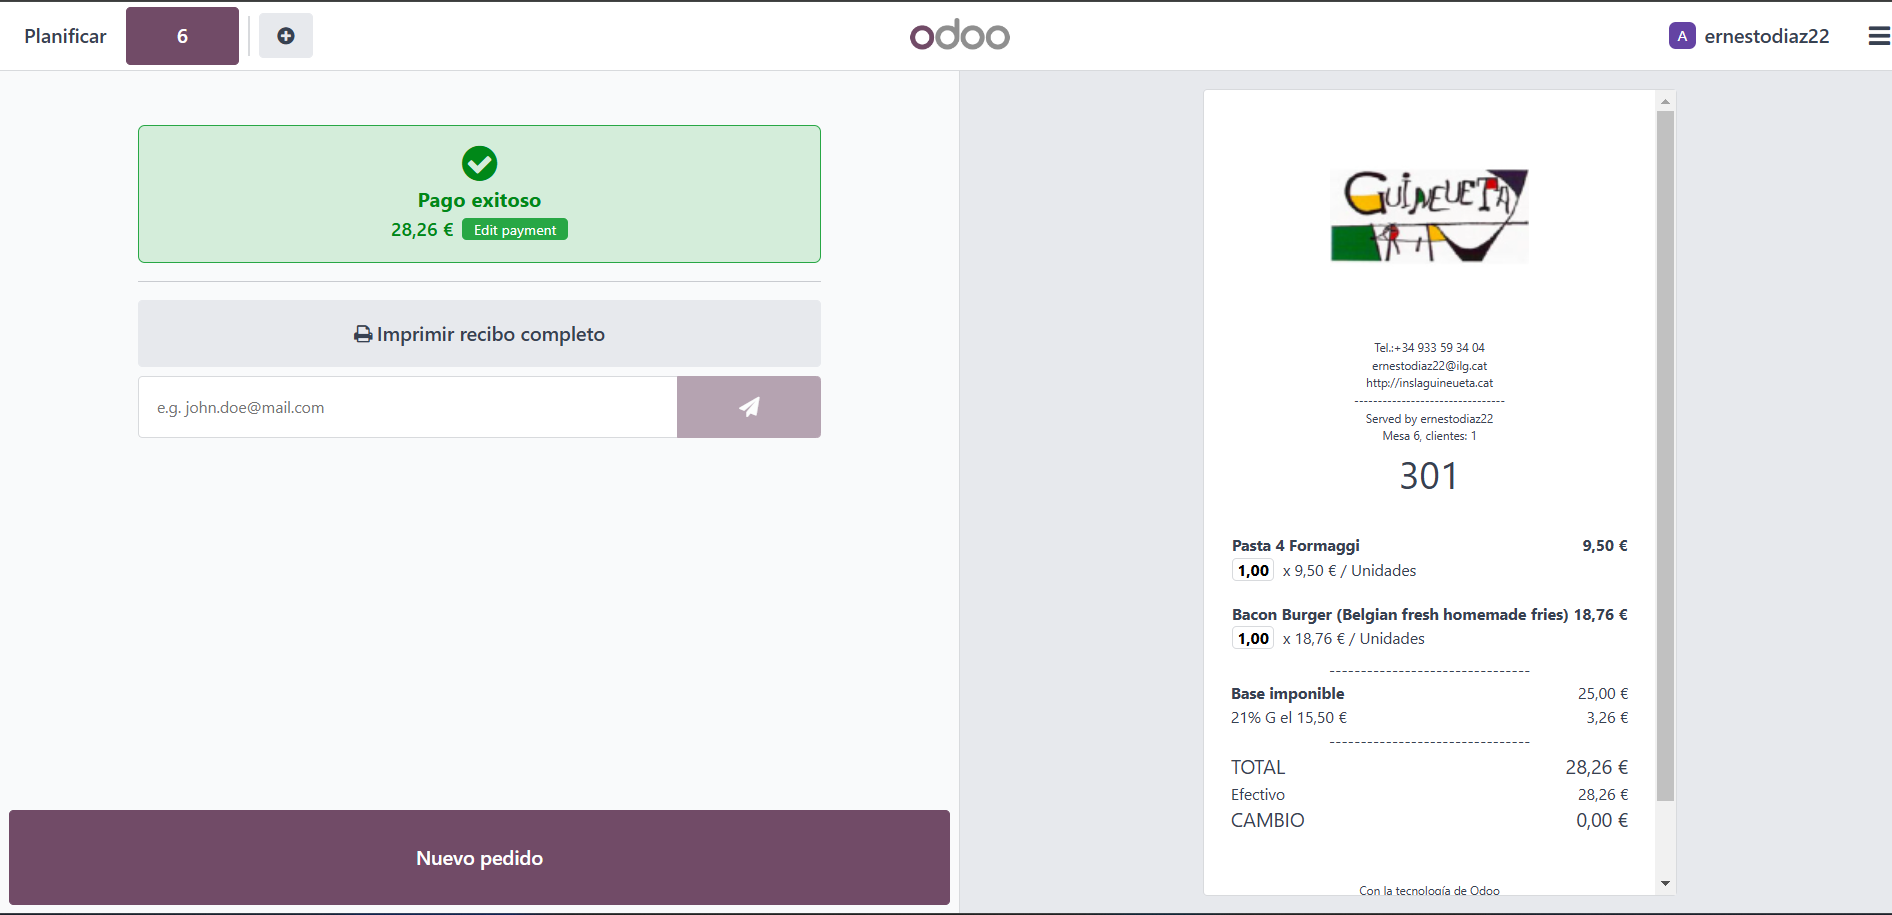 Planificar
6
odoo
A ernestodiaz22
Pago exitoso
28,26 € Edit payment
Imprimir recibo completo
e.g. john.doe@mail.com
Nuevo pedido
GUINEUETA
Tel.:+34 933 59 34 04
ernestodiaz22@ilg.cat
http://inslaguineueta.cat
--------------------------------
Served by ernestodiaz22
Mesa 6, clientes: 1
301
Pasta 4 Formaggi 9,50 €
1,00 x 9,50 € / Unidades
Bacon Burger (Belgian fresh homemade fries) 18,76 €
1,00 x 18,76 € / Unidades
--------------------------------
Base imponible 25,00 €
21% G el 15,50 € 3,26 €
--------------------------------
TOTAL 28,26 €
Efectivo 28,26 €
CAMBIO 0,00 €
Con la tecnología de Odoo